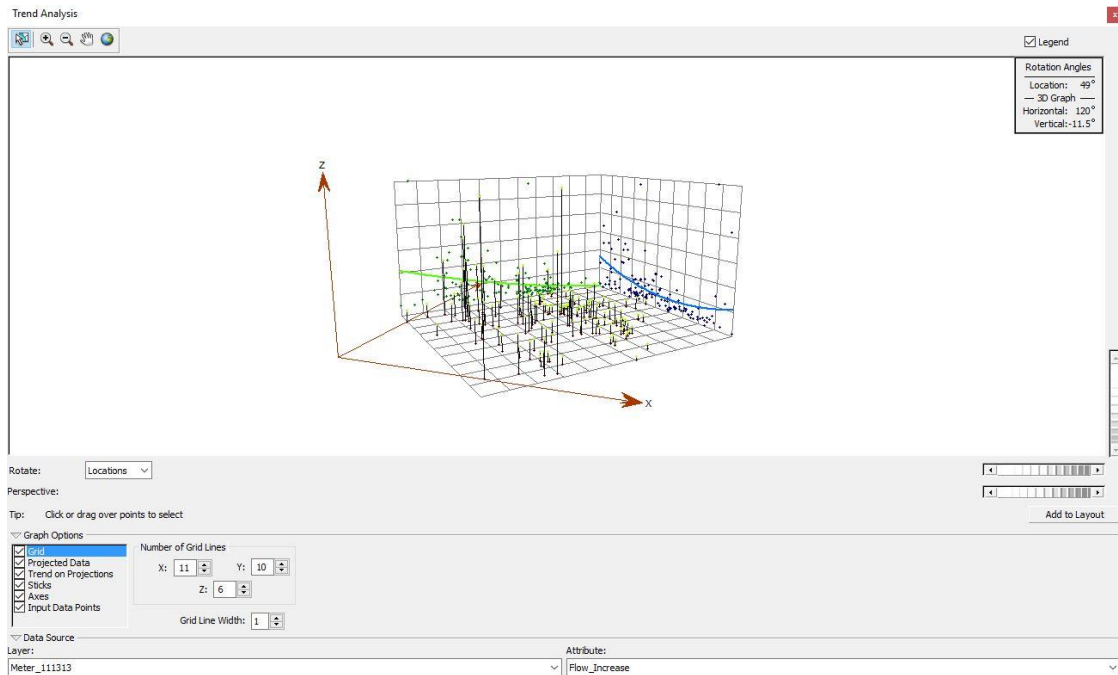 Trend Analysis
x
Legend
Rotation Angles
Location: 49°
— 3D Graph —
Horizontal: 120°
Vertical:-11.5°
Z
X
Rotate: Locations
Perspective:
Tip: Click or drag over points to select
Add to Layout
Graph Options
Grid
Projected Data
Trend on Projections
Sticks
Axes
Input Data Points
Number of Grid Lines
X: 11 Y: 10
Z: 6
Grid Line Width: 1
Data Source
Layer: Attribute:
Meter_111313 Flow_Increase